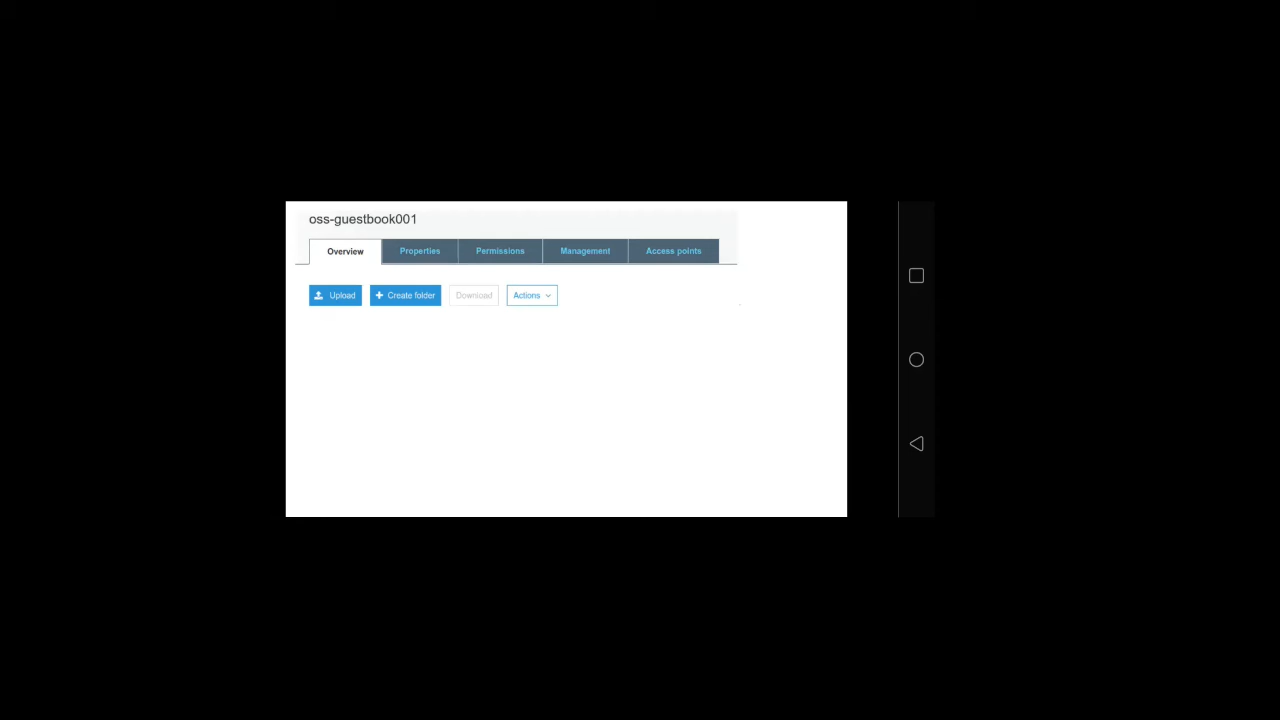 oss-guestbook001
Overview Properties Permissions Management Access points
Upload Create folder Download Actions